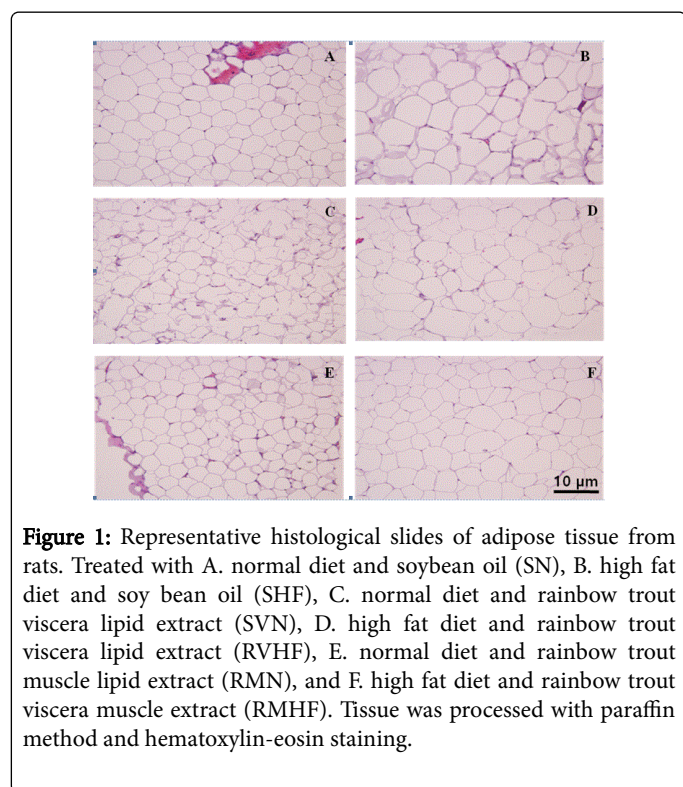 A
B
C
D
E
F
10 µm
Figure 1: Representative histological slides of adipose tissue from
rats. Treated with A. normal diet and soybean oil (SN), B. high fat
diet and soy bean oil (SHF), C. normal diet and rainbow trout
viscera lipid extract (SVN), D. high fat diet and rainbow trout
viscera lipid extract (RVHF), E. normal diet and rainbow trout
muscle lipid extract (RMN), and F. high fat diet and rainbow trout
viscera muscle extract (RMHF). Tissue was processed with paraffin
method and hematoxylin-eosin staining.